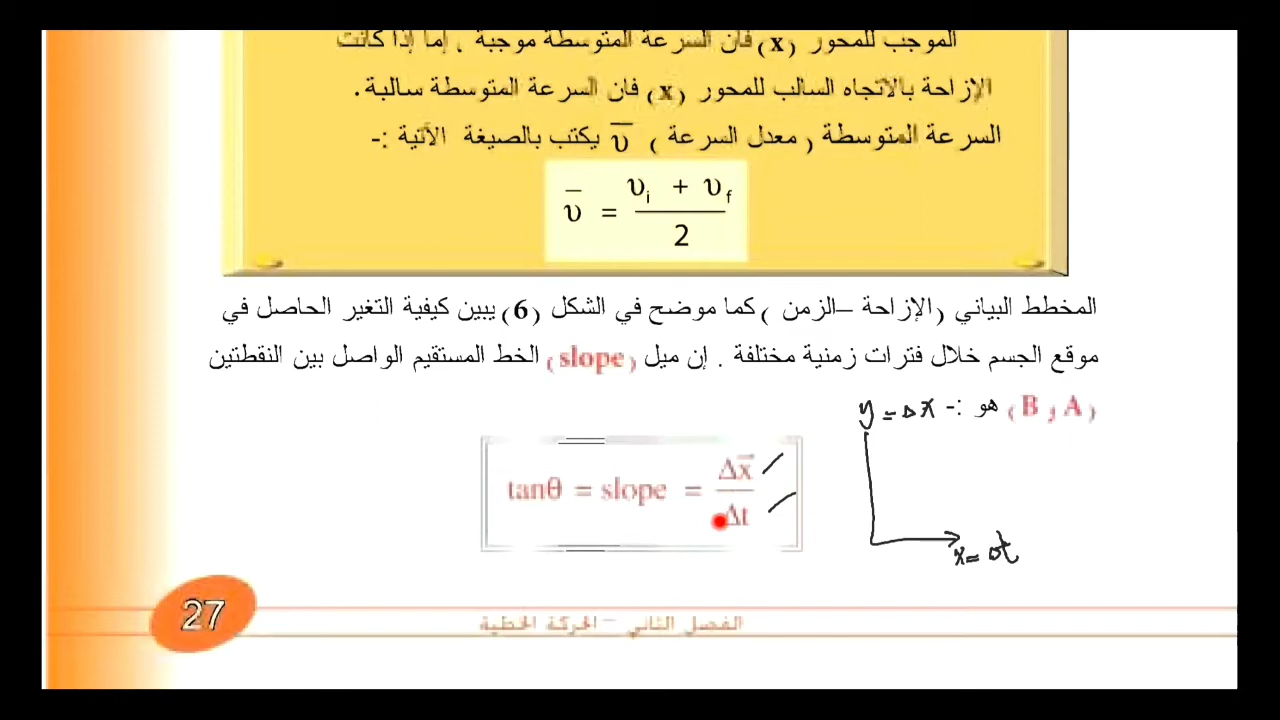 الموجب للمحور (x) فان السرعة المتوسطة موجبة , إما إذا كانت
الإزاحة بالاتجاه السالب للمحور (x) فان السرعة المتوسطة سالبة.
السرعة المتوسطة (معدل السرعة) ῡ يكتب بالصيغة الآتية :-
ῡ = (υi + υf) / 2
المخطط البياني (الإزاحة –الزمن) كما موضح في الشكل (6) يبين كيفية التغير الحاصل في
موقع الجسم خلال فترات زمنية مختلفة . إن ميل (slope) الخط المستقيم الواصل بين النقطتين
(A و B) هو :-
y = Δx
tanθ = slope = Δx⃗ / Δt
x = Δt
27
الفصل الثاني – الحركة الخطية